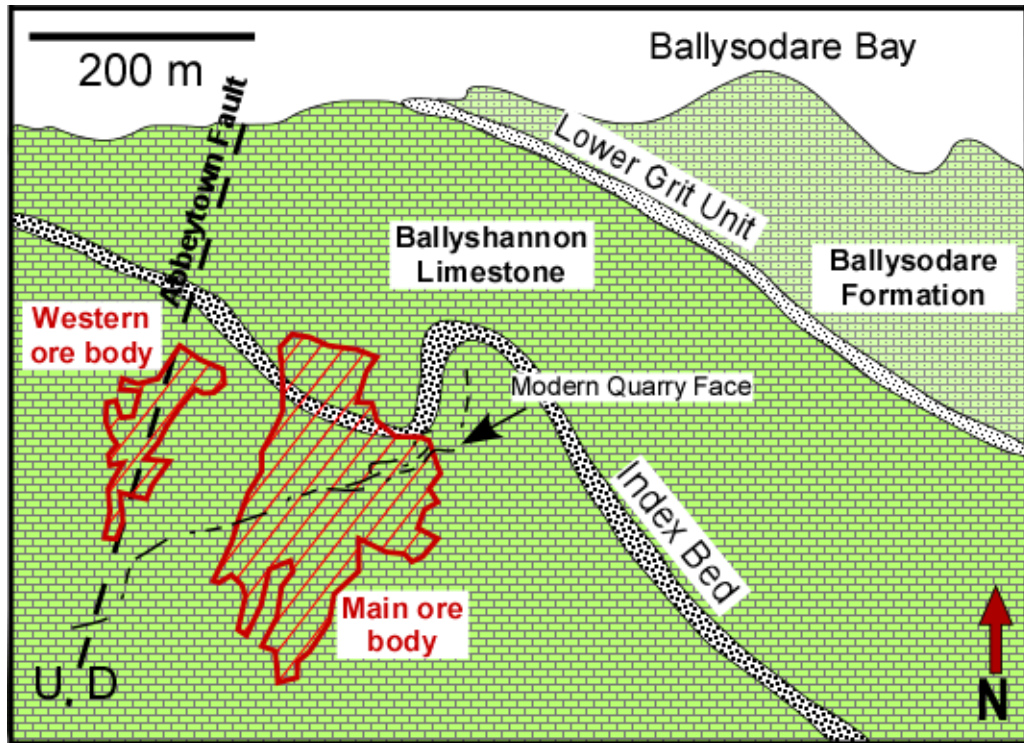 200 m
Ballysodare Bay
Abbeytown Fault
Lower Grit Unit
Ballyshannon
Limestone
Ballysodare
Formation
Western
ore body
Modern Quarry Face
Index Bed
Main ore
body
U, D
N